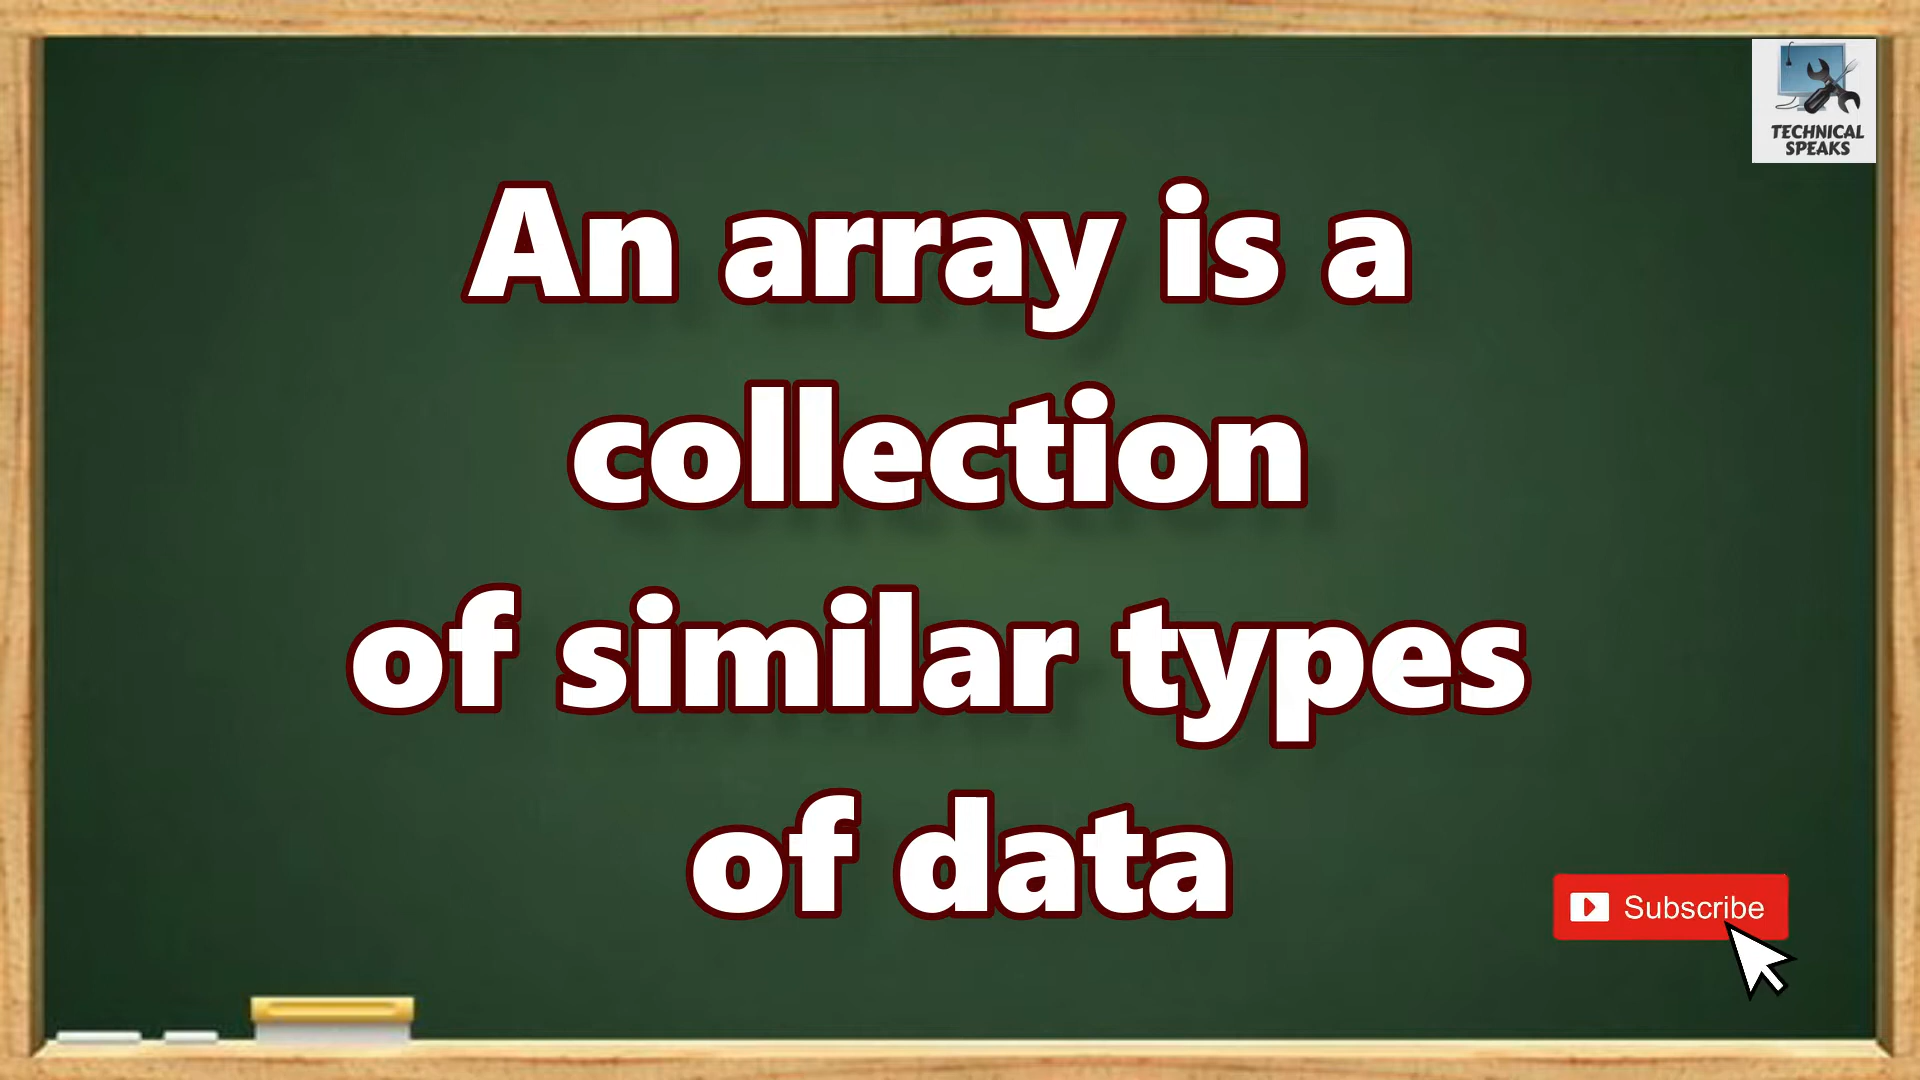 TECHNICAL
SPEAKS
An array is a
collection
of similar types
of data
Subscribe